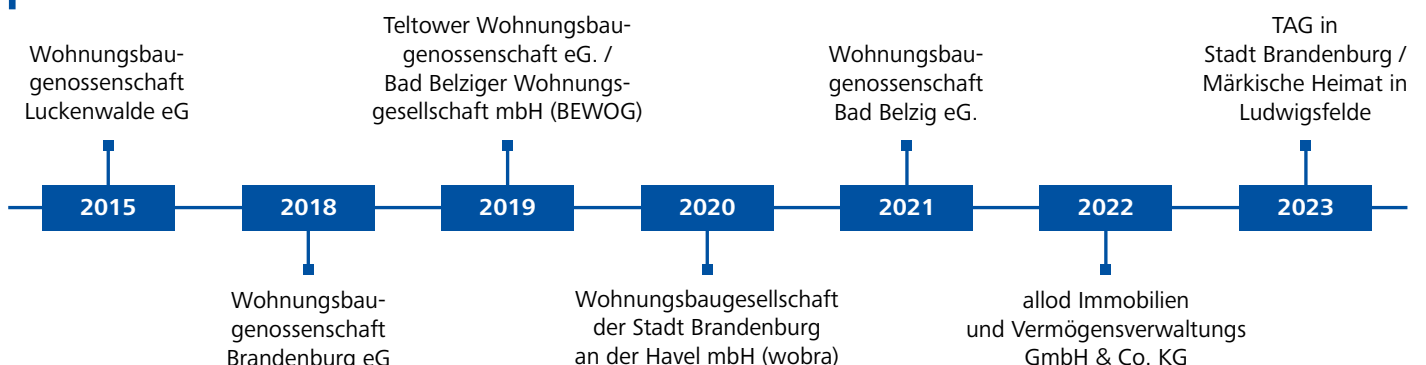 Wohnungsbau-
genossenschaft
Luckenwalde eG
Teltower Wohnungsbau-
genossenschaft eG. /
Bad Belziger Wohnungs-
gesellschaft mbH (BEWOG)
Wohnungsbau-
genossenschaft
Bad Belzig eG.
TAG in
Stadt Brandenburg /
Märkische Heimat in
Ludwigsfelde
2015
2018
2019
2020
2021
2022
2023
Wohnungsbau-
genossenschaft
Brandenburg eG
Wohnungsbaugesellschaft
der Stadt Brandenburg
an der Havel mbH (wobra)
allod Immobilien
und Vermögensverwaltungs
GmbH & Co. KG